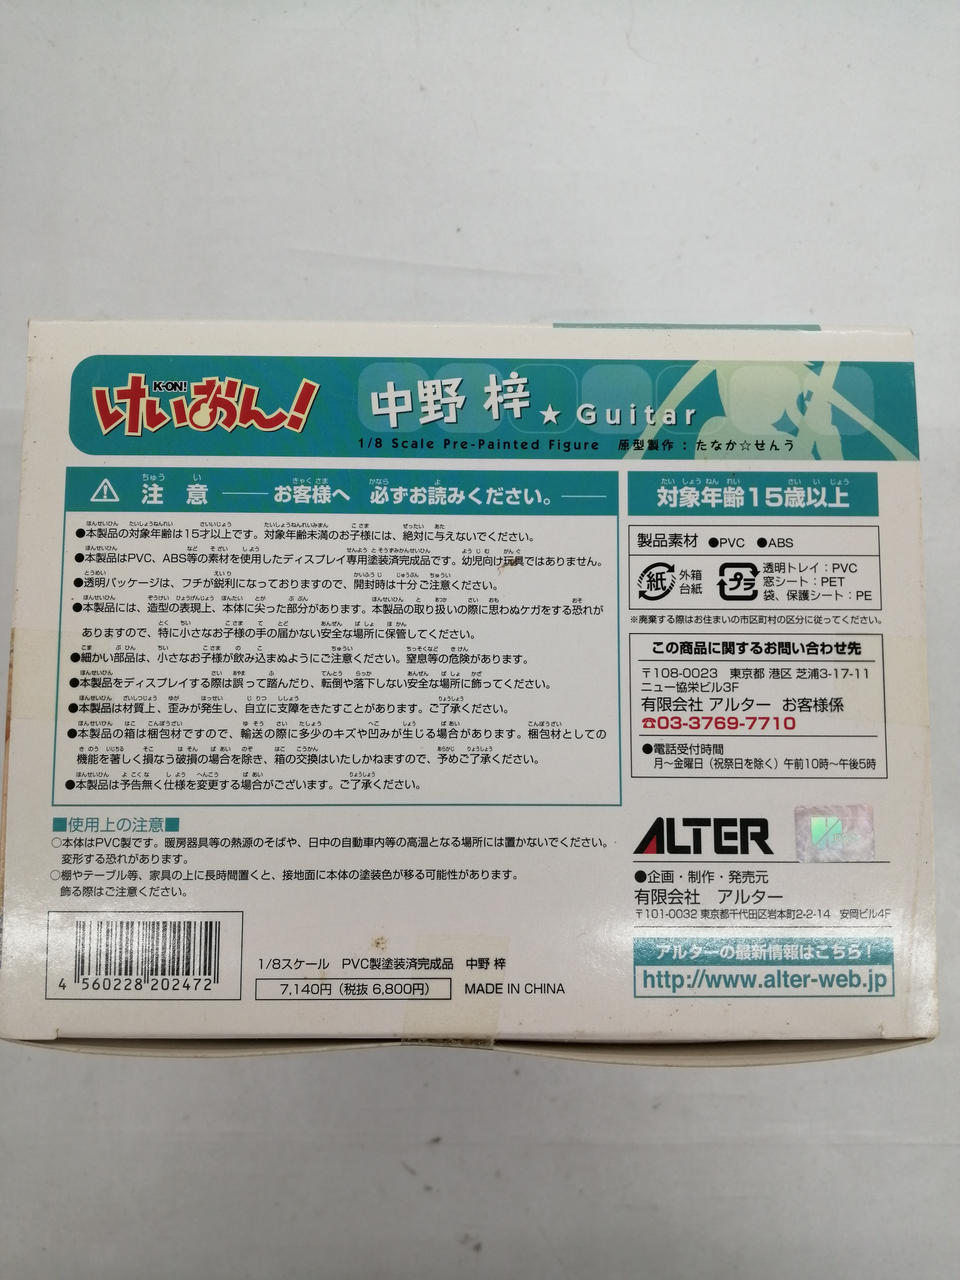 K-ON!
けいおん!
中野 梓 ★ Guitar
1/8 Scale Pre-Painted Figure 原型製作：たなか☆せんう
注意 お客様へ 必ずお読みください。
●本製品の対象年齢は15才以上です。対象年齢未満のお子様には、絶対に与えないでください。
●本製品はPVC、ABS等の素材を使用したディスプレイ専用塗装済完成品です。幼児向け玩具ではありません。
●透明パッケージは、フチが鋭利になっておりますので、開封時は十分ご注意ください。
●本製品には、造型の表現上、本体に尖った部分があります。本製品の取り扱いの際に思わぬケガをする恐れが
ありますので、特に小さなお子様の手の届かない安全な場所に保管してください。
●細かい部品は、小さなお子様が飲み込まぬようにご注意ください。窒息等の危険があります。
●本製品をディスプレイする際は誤って踏んだり、転倒や落下しない安全な場所に飾ってください。
●本製品は材質上、歪みが発生し、自立に支障をきたすことがあります。ご了承ください。
●本製品の箱は梱包材ですので、輸送の際に多少のキズや凹みが生じる場合があります。梱包材としての
機能を著しく損なう破損の場合を除き、箱の交換はいたしかねますので、予めご了承ください。
●本製品は予告無く仕様を変更する場合がございます。ご了承ください。
■使用上の注意■
○本体はPVC製です。暖房器具等の熱源のそばや、日中の自動車内等の高温となる場所には置かないでください。
変形する恐れがあります。
○棚やテーブル等、家具の上に長時間置くと、接地面に本体の塗装色が移る可能性があります。
飾る際はご注意ください。
4 560228 202472
1/8スケール PVC製塗装済完成品 中野 梓
7,140円（税抜 6,800円） MADE IN CHINA
対象年齢15歳以上
製品素材 ●PVC ●ABS
紙 外箱
台紙
プラ 透明トレイ：PVC
窓シート：PET
袋、保護シート：PE
※廃棄する際はお住まいの市区町村の区分に従ってください。
この商品に関するお問い合わせ先
〒108-0023 東京都 港区 芝浦3-17-11
ニュー協栄ビル3F
有限会社 アルター お客様係
☎03-3769-7710
●電話受付時間
月〜金曜日（祝祭日を除く）午前10時〜午後5時
ALTER
●企画・制作・発売元
有限会社 アルター
〒101-0032 東京都千代田区岩本町2-2-14 安岡ビル4F
アルターの最新情報はこちら！
http://www.alter-web.jp